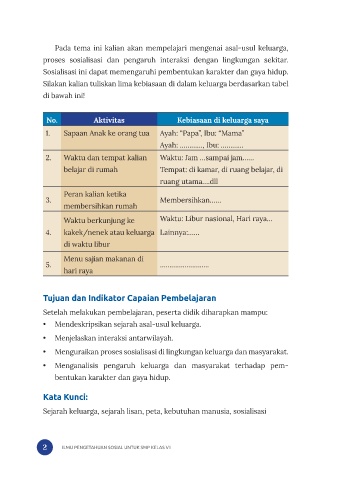 Pada tema ini kalian akan mempelajari mengenai asal-usul keluarga,
proses sosialisasi dan pengaruh interaksi dengan lingkungan sekitar.
Sosialisasi ini dapat memengaruhi pembentukan karakter dan gaya hidup.
Silakan kalian tuliskan lima kebiasaan di dalam keluarga berdasarkan tabel
di bawah ini!
No. Aktivitas Kebiasaan di keluarga saya
1. Sapaan Anak ke orang tua Ayah: “Papa”, Ibu: “Mama”
Ayah: ............, Ibu: ...........
2. Waktu dan tempat kalian Waktu: Jam ...sampai jam......
belajar di rumah Tempat: di kamar, di ruang belajar, di
ruang utama....dll
3. Peran kalian ketika Membersihkan......
membersihkan rumah
Waktu berkunjung ke Waktu: Libur nasional, Hari raya...
4. kakek/nenek atau keluarga Lainnya:......
di waktu libur
5. Menu sajian makanan di .........................
hari raya
Tujuan dan Indikator Capaian Pembelajaran
Setelah melakukan pembelajaran, peserta didik diharapkan mampu:
• Mendeskripsikan sejarah asal-usul keluarga.
• Menjelaskan interaksi antarwilayah.
• Menguraikan proses sosialisasi di lingkungan keluarga dan masyarakat.
• Menganalisis pengaruh keluarga dan masyarakat terhadap pem-
bentukan karakter dan gaya hidup.
Kata Kunci:
Sejarah keluarga, sejarah lisan, peta, kebutuhan manusia, sosialisasi
2 ILMU PENGETAHUAN SOSIAL UNTUK SMP KELAS VII